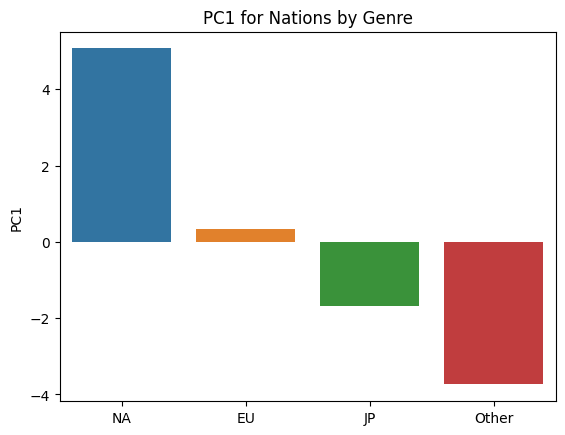 PC1 for Nations by Genre
PC1
4
2
0
−2
−4
NA
EU
JP
Other